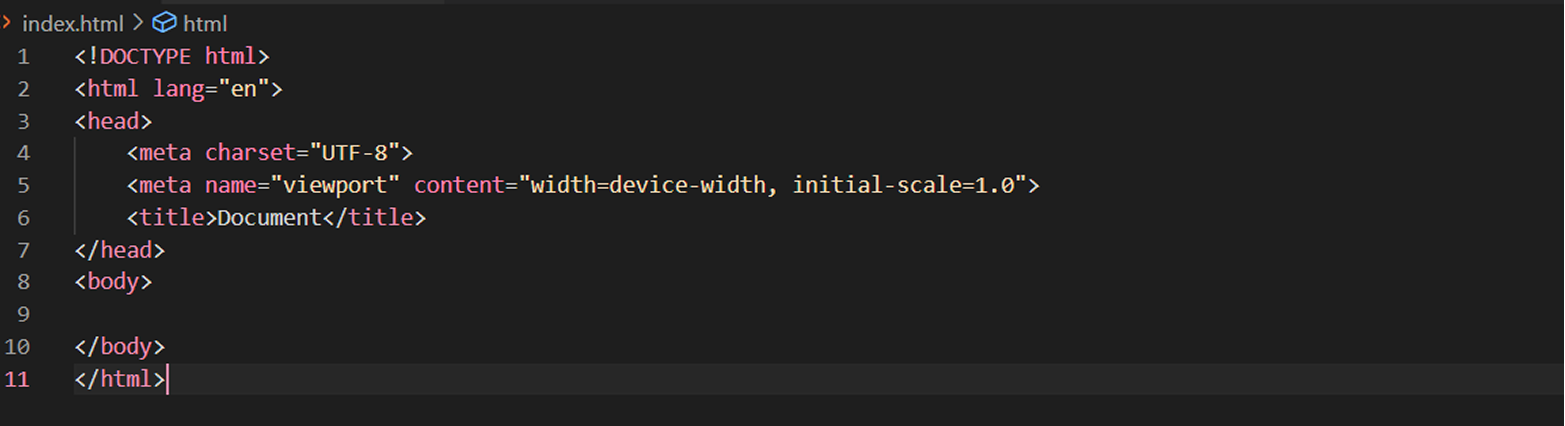 index.html > html
1 <!DOCTYPE html>
2 <html lang="en">
3 <head>
4     <meta charset="UTF-8">
5     <meta name="viewport" content="width=device-width, initial-scale=1.0">
6     <title>Document</title>
7 </head>
8 <body>
9
10 </body>
11 </html>